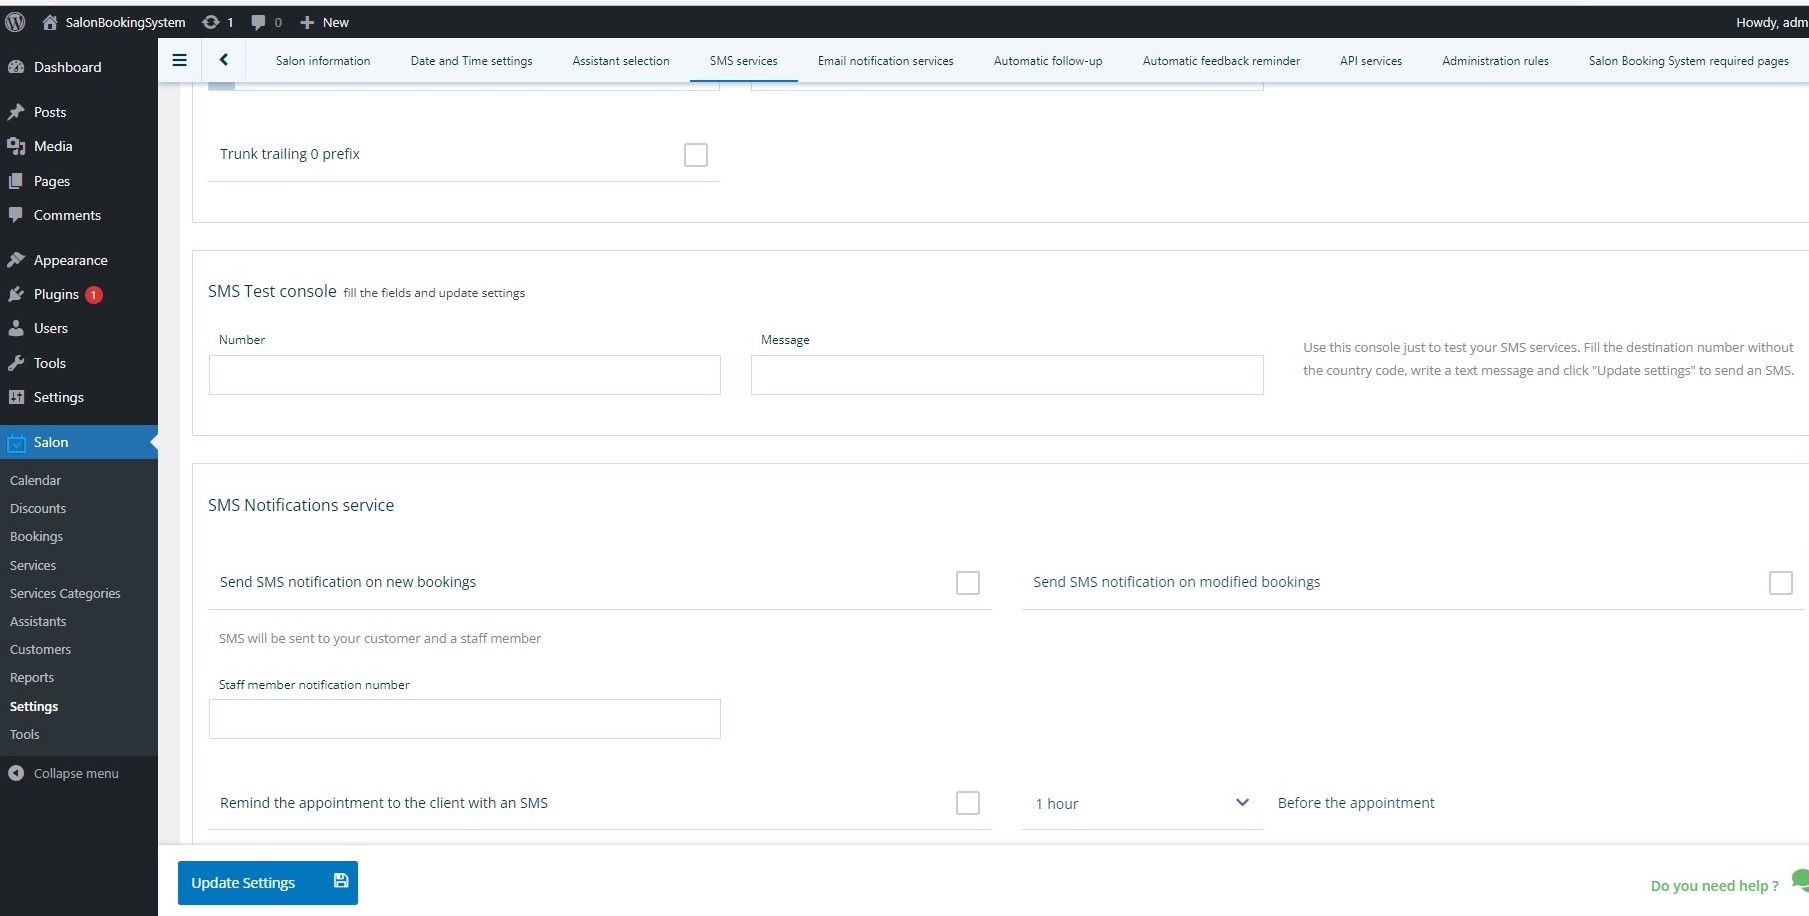 SalonBookingSystem 1 0 New Howdy, adm
Dashboard
Posts
Media
Pages
Comments
Appearance
Plugins 1
Users
Tools
Settings
Salon
Calendar
Discounts
Bookings
Services
Services Categories
Assistants
Customers
Reports
Settings
Tools
Collapse menu
Salon information Date and Time settings Assistant selection SMS services Email notification services Automatic follow-up Automatic feedback reminder API services Administration rules Salon Booking System required pages
Trunk trailing 0 prefix
SMS Test console fill the fields and update settings
Number Message
Use this console just to test your SMS services. Fill the destination number without
the country code, write a text message and click "Update settings" to send an SMS.
SMS Notifications service
Send SMS notification on new bookings Send SMS notification on modified bookings
SMS will be sent to your customer and a staff member
Staff member notification number
Remind the appointment to the client with an SMS 1 hour Before the appointment
Update Settings
Do you need help ?